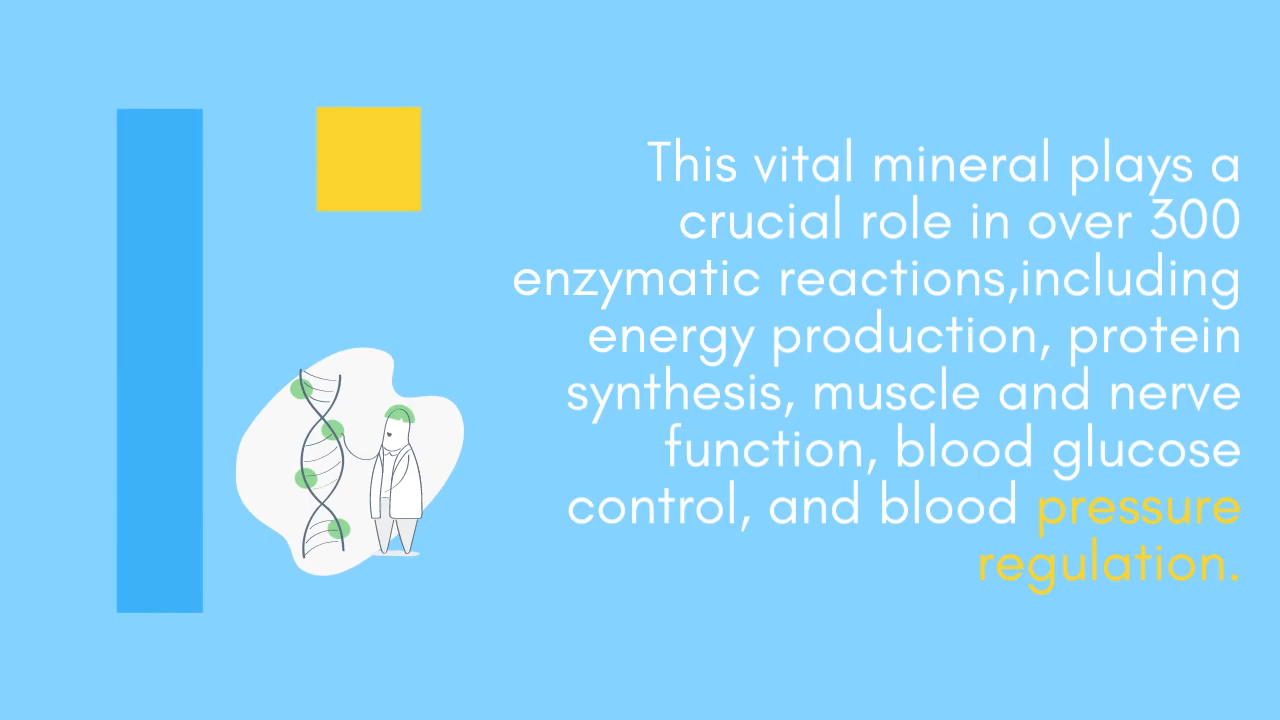 This vital mineral plays a
crucial role in over 300
enzymatic reactions,including
energy production, protein
synthesis, muscle and nerve
function, blood glucose
control, and blood pressure
regulation.